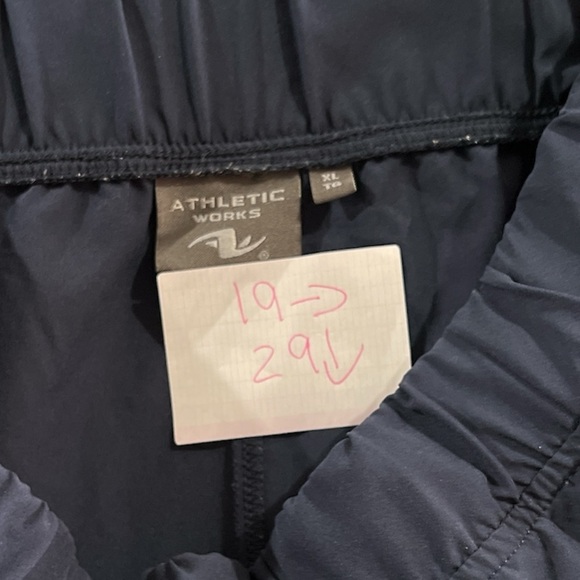 ATHLETIC
WORKS
®
XL
TG
19→
29↓